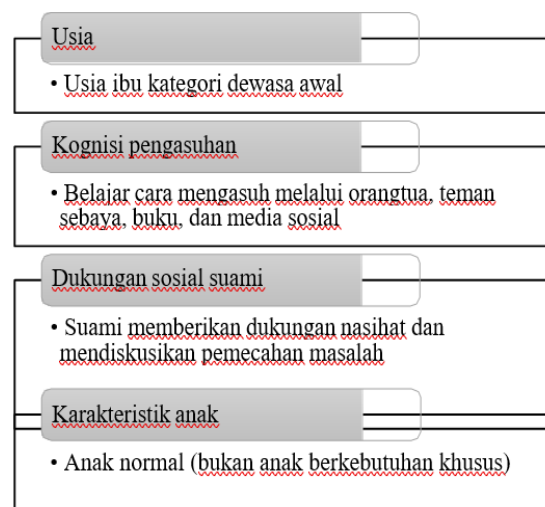 Usia
• Usia ibu kategori dewasa awal
Kognisi pengasuhan
• Belajar cara mengasuh melalui orangtua, teman
sebaya, buku, dan media sosial
Dukungan sosial suami
• Suami memberikan dukungan nasihat dan
mendiskusikan pemecahan masalah
Karakteristik anak
• Anak normal (bukan anak berkebutuhan khusus)